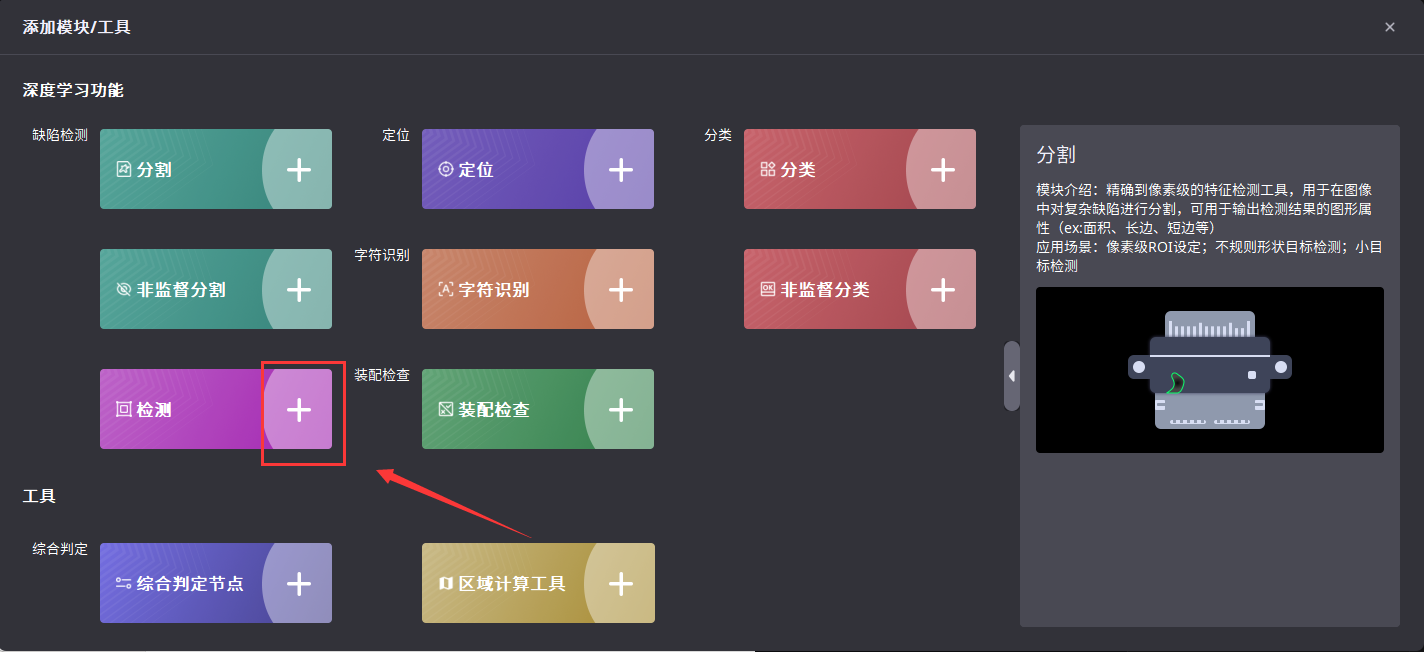 添加模块/工具
深度学习功能
缺陷检测
分割
定位
定位
分类
分类
非监督分割
字符识别
字符识别
非监督分类
OK
检测
装配检查
装配检查
工具
综合判定
综合判定节点
区域计算工具
分割
模块介绍：精确到像素级的特征检测工具，用于在图像
中对复杂缺陷进行分割，可用于输出检测结果的图形属
性（ex:面积、长边、短边等）
应用场景：像素级ROI设定；不规则形状目标检测；小目
标检测